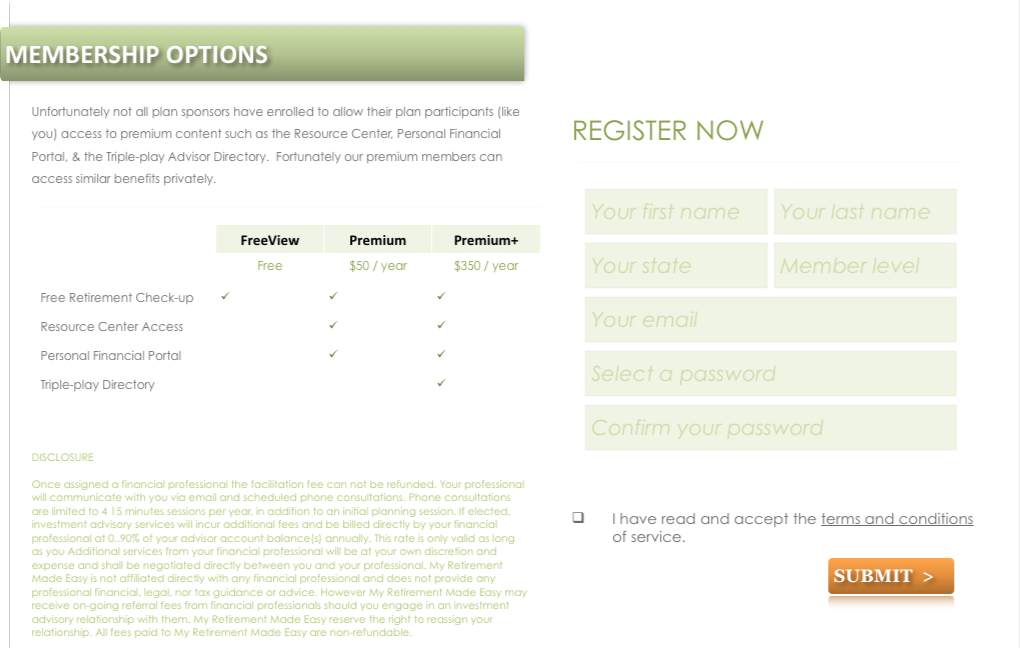 MEMBERSHIP OPTIONS
Unfortunately not all plan sponsors have enrolled to allow their plan participants (like
you) access to premium content such as the Resource Center, Personal Financial
Portal, & the Triple-play Advisor Directory.  Fortunately our premium members can
access similar benefits privately.
FreeView Premium Premium+
Free $50 / year $350 / year
Free Retirement Check-up ✓ ✓ ✓
Resource Center Access ✓ ✓
Personal Financial Portal ✓ ✓
Triple-play Directory ✓
DISCLOSURE
Once assigned a financial professional the facilitation fee can not be refunded. Your professional
will communicate with you via email and scheduled phone consultations. Phone consultations
are limited to 4 15 minutes sessions per year, in addition to an initial planning session. If elected,
investment advisory services will incur additional fees and be billed directly by your financial
professional at 0..90% of your advisor account balance(s) annually. This rate is only valid as long
as you Additional services from your financial professional will be at your own discretion and
expense and shall be negotiated directly between you and your professional. My Retirement
Made Easy is not affiliated directly with any financial professional and does not provide any
professional financial, legal, nor tax guidance or advice. However My Retirement Made Easy may
receive on-going referral fees from financial professionals should you engage in an investment
advisory relationship with them. My Retirement Made Easy reserve the right to reassign your
relationship. All fees paid to My Retirement Made Easy are non-refundable.
REGISTER NOW
Your first name Your last name
Your state Member level
Your email
Select a password
Confirm your password
I have read and accept the terms and conditions
of service.
SUBMIT >